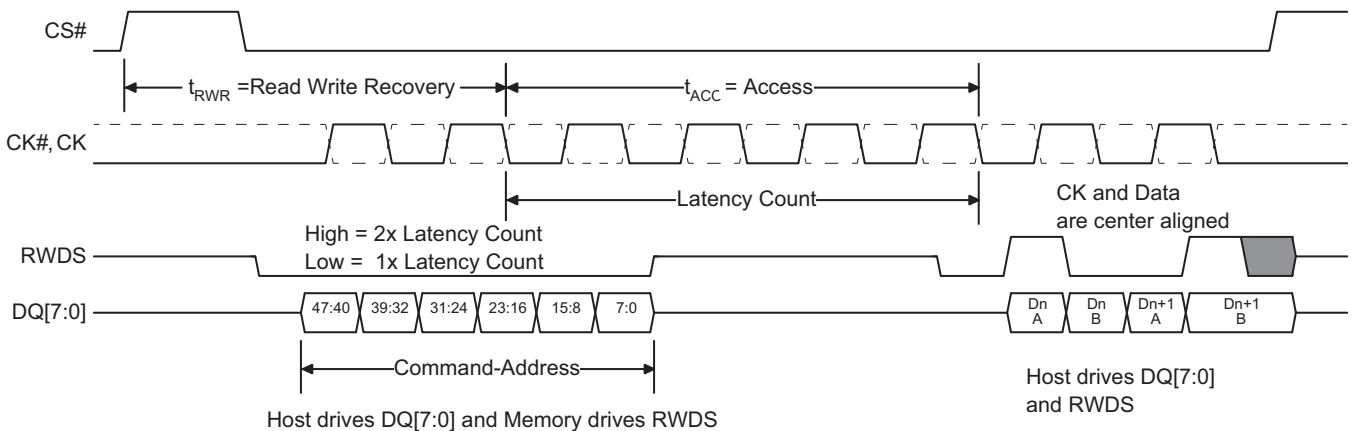 CS#
tRWR =Read Write Recovery
tACC = Access
CK#, CK
Latency Count
CK and Data
are center aligned
High = 2x Latency Count
Low = 1x Latency Count
RWDS
DQ[7:0]
47:40 39:32 31:24 23:16 15:8 7:0
Dn
A
Dn
B
Dn+1
A
Dn+1
B
Command-Address
Host drives DQ[7:0]
and RWDS
Host drives DQ[7:0] and Memory drives RWDS